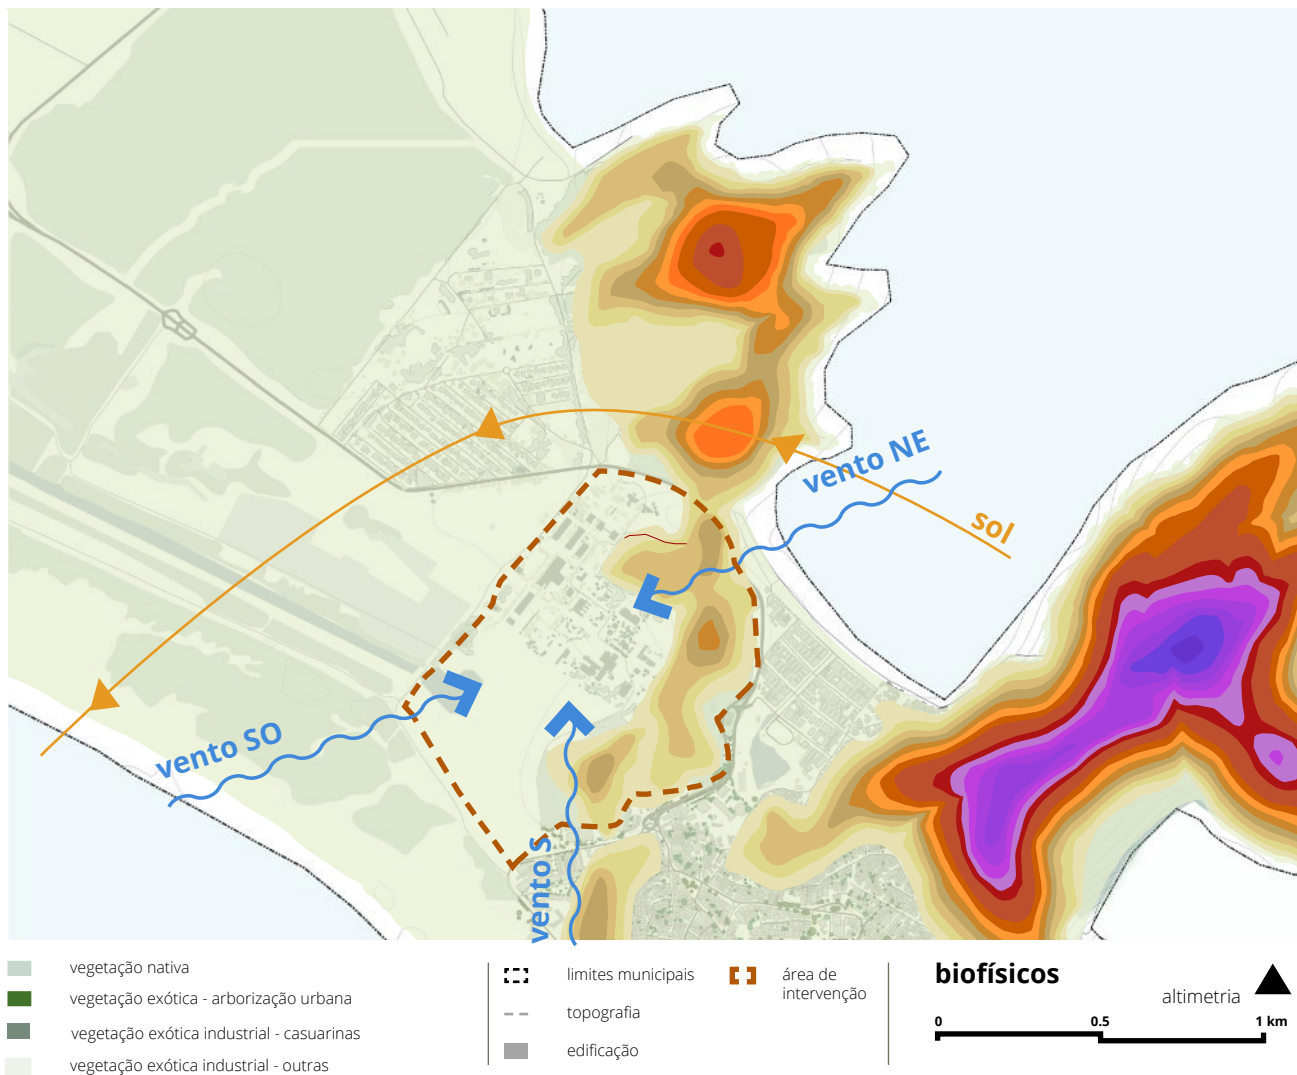 vento NE
sol
vento SO
vento S
vegetação nativa
vegetação exótica - arborização urbana
vegetação exótica industrial - casuarinas
vegetação exótica industrial - outras
limites municipais
topografia
edificação
área de
intervenção
biofísicos
altimetria
0 0.5 1 km